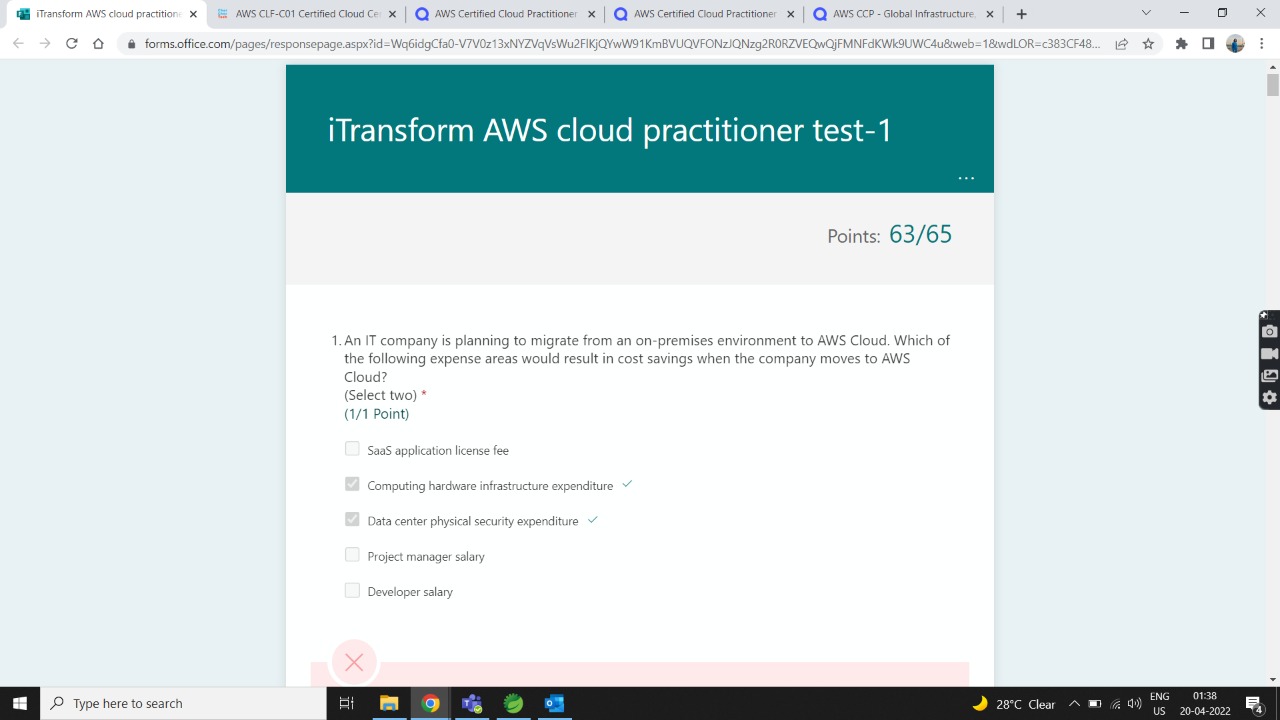 iTransform AWS cloud practitione
AWS CLF-C01 Certified Cloud Ce
AWS Certified Cloud Practitioner
AWS Certified Cloud Practitioner
AWS CCP - Global Infrastructure,
forms.office.com/pages/responsepage.aspx?id=Wq6idgCfa0-V7V0z13xNYZVqVsWu2FlKjQYwW91KmBVUQVFONzJQNzg2R0RZVEQwQjFMNFdKWk9UWC4u&web=1&wdLOR=c383CF48...
iTransform AWS cloud practitioner test-1
...
Points: 63/65
1. An IT company is planning to migrate from an on-premises environment to AWS Cloud. Which of
the following expense areas would result in cost savings when the company moves to AWS
Cloud?
(Select two) *
(1/1 Point)
SaaS application license fee
Computing hardware infrastructure expenditure
Data center physical security expenditure
Project manager salary
Developer salary
Type here to search
28°C Clear
ENG
US
01:38
20-04-2022
4